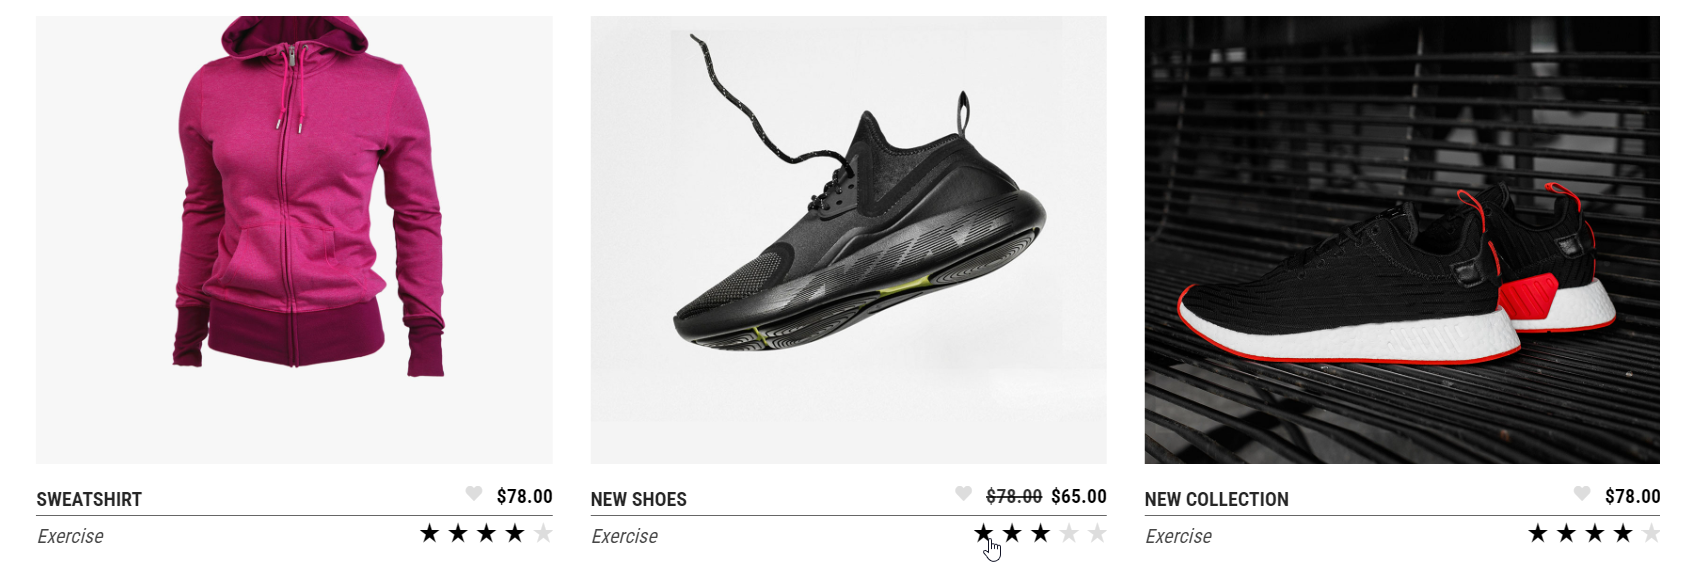 SWEATSHIRT $78.00
Exercise
NEW SHOES $78.00 $65.00
Exercise
NEW COLLECTION $78.00
Exercise